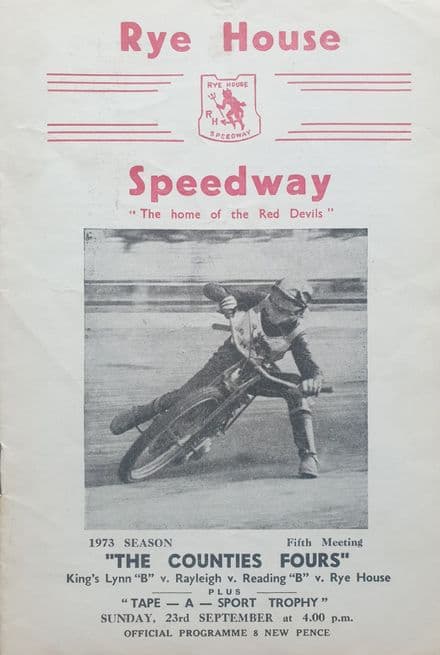 Rye House
RYE HOUSE
R
H
SPEEDWAY
Speedway
" The home of the Red Devils "
1973 SEASON Fifth Meeting
"THE COUNTIES FOURS"
King's Lynn "B" v. Rayleigh v. Reading "B" v. Rye House
PLUS
" TAPE — A — SPORT TROPHY "
SUNDAY, 23rd SEPTEMBER at 4.00 p.m.
OFFICIAL PROGRAMME 8 NEW PENCE